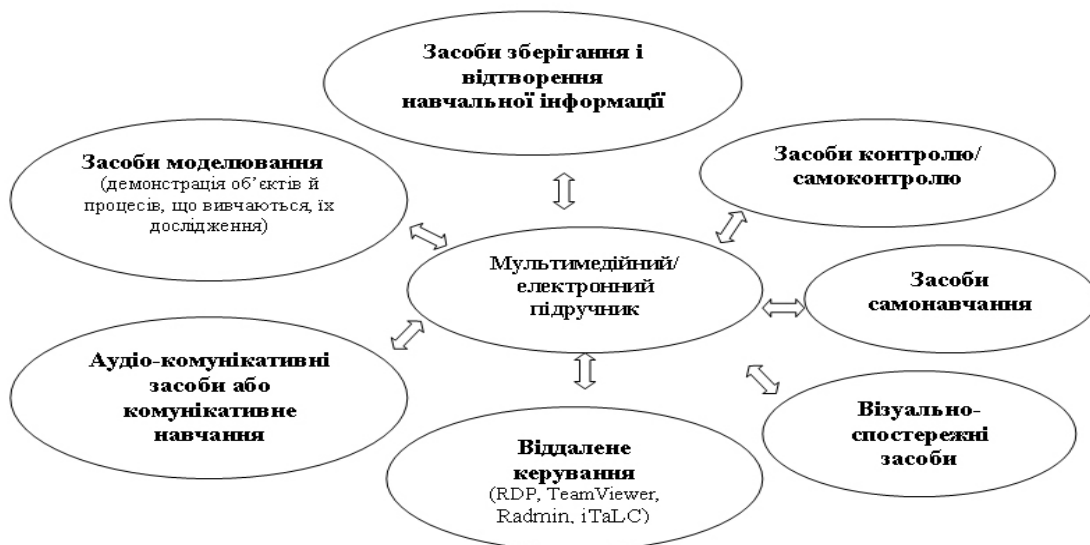 Засоби зберігання і
відтворення
навчальної інформації
Засоби моделювання
(демонстрація об’єктів й
процесів, що вивчаються, їх
дослідження)
Засоби контролю/
самоконтролю
Мультимедійний/
електронний
підручник
Засоби
самонавчання
Аудіо-комунікативні
засоби або
комунікативне
навчання
Візуально-
спостережні
засоби
Віддалене
керування
(RDP, TeamViewer,
Radmin, iTaLC)